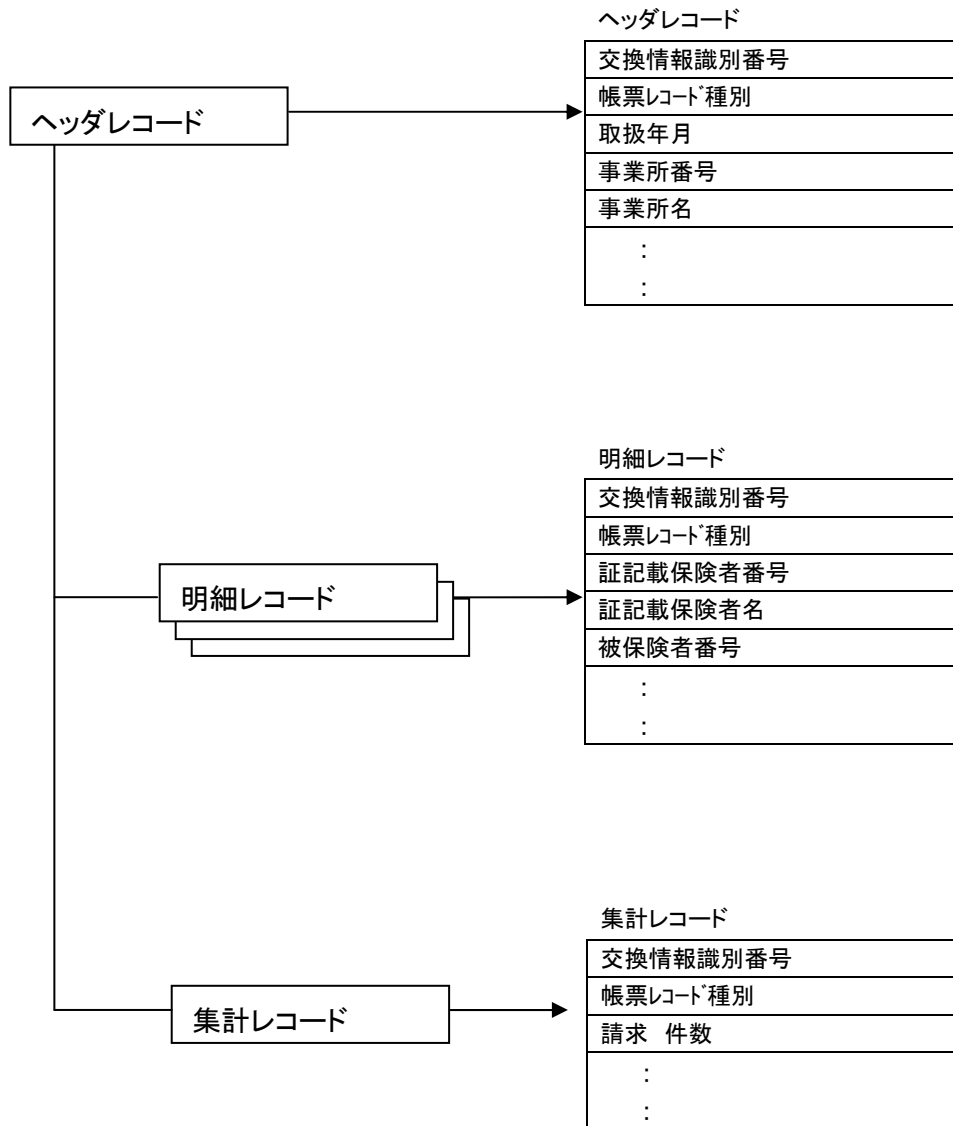 ヘッダレコード
ヘッダレコード
交換情報識別番号
帳票ﾚｺｰﾄﾞ種別
取扱年月
事業所番号
事業所名
:
:
明細レコード
明細レコード
交換情報識別番号
帳票ﾚｺｰﾄﾞ種別
証記載保険者番号
証記載保険者名
被保険者番号
:
:
集計レコード
集計レコード
交換情報識別番号
帳票ﾚｺｰﾄﾞ種別
請求　件数
:
: